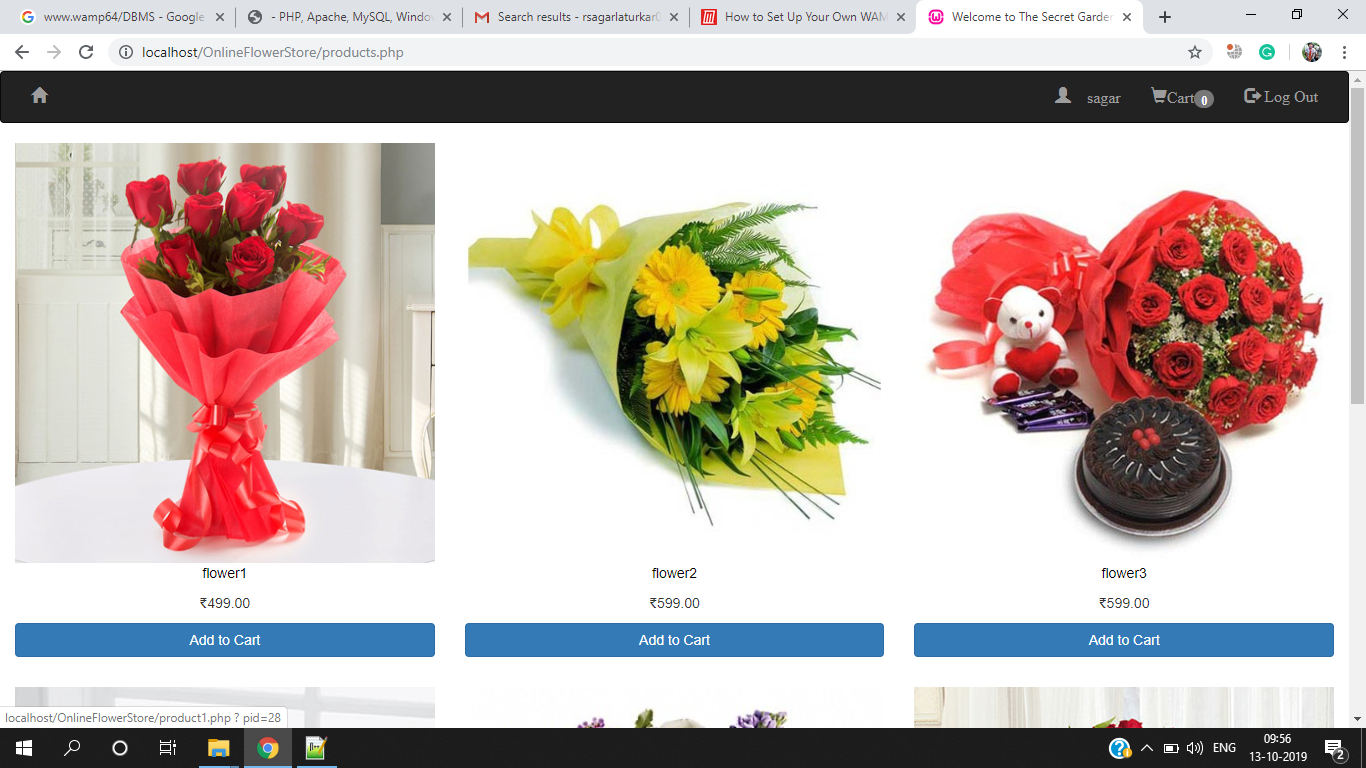 www.wamp64/DBMS - Google
- PHP, Apache, MySQL, Windo
Search results - rsagarlaturkar0
How to Set Up Your Own WAM
Welcome to The Secret Garden
localhost/OnlineFlowerStore/products.php
sagar
Cart 0
Log Out
flower1
flower2
flower3
₹499.00
₹599.00
₹599.00
Add to Cart
Add to Cart
Add to Cart
localhost/OnlineFlowerStore/product1.php ? pid=28
ENG
09:56
13-10-2019
2